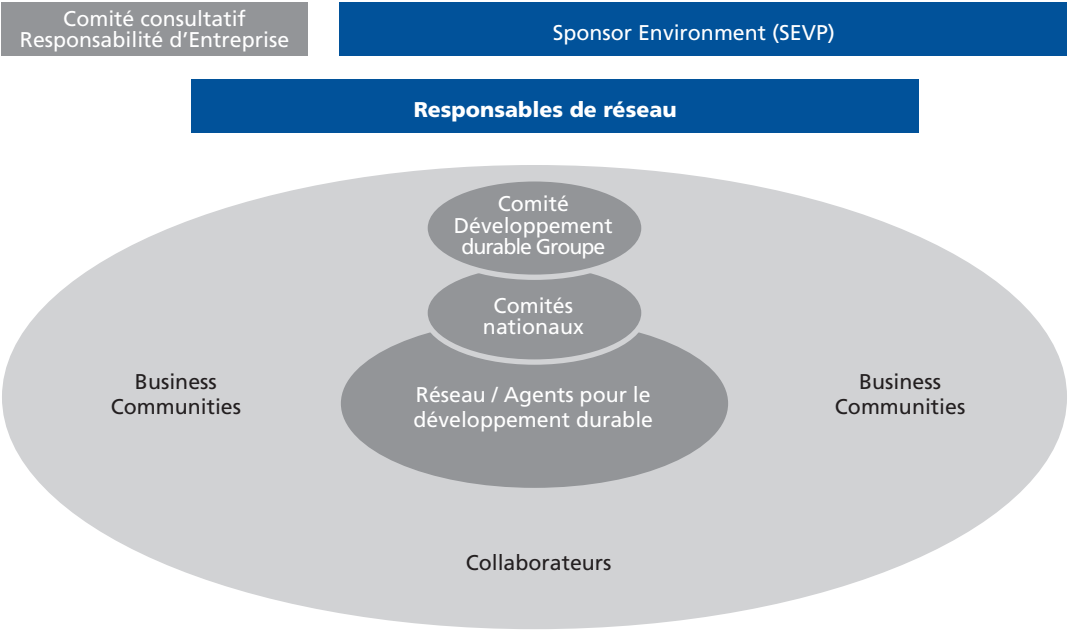 Comité consultatif
Responsabilité d’Entreprise
Sponsor Environment (SEVP)
Responsables de réseau
Comité
Développement
durable Groupe
Comités
nationaux
Réseau / Agents pour le
développement durable
Business
Communities
Business
Communities
Collaborateurs